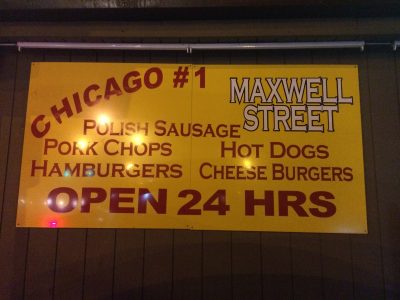 CHICAGO #1
MAXWELL
STREET
POLISH SAUSAGE
PORK CHOPS
HOT DOGS
HAMBURGERS
CHEESE BURGERS
OPEN 24 HRS